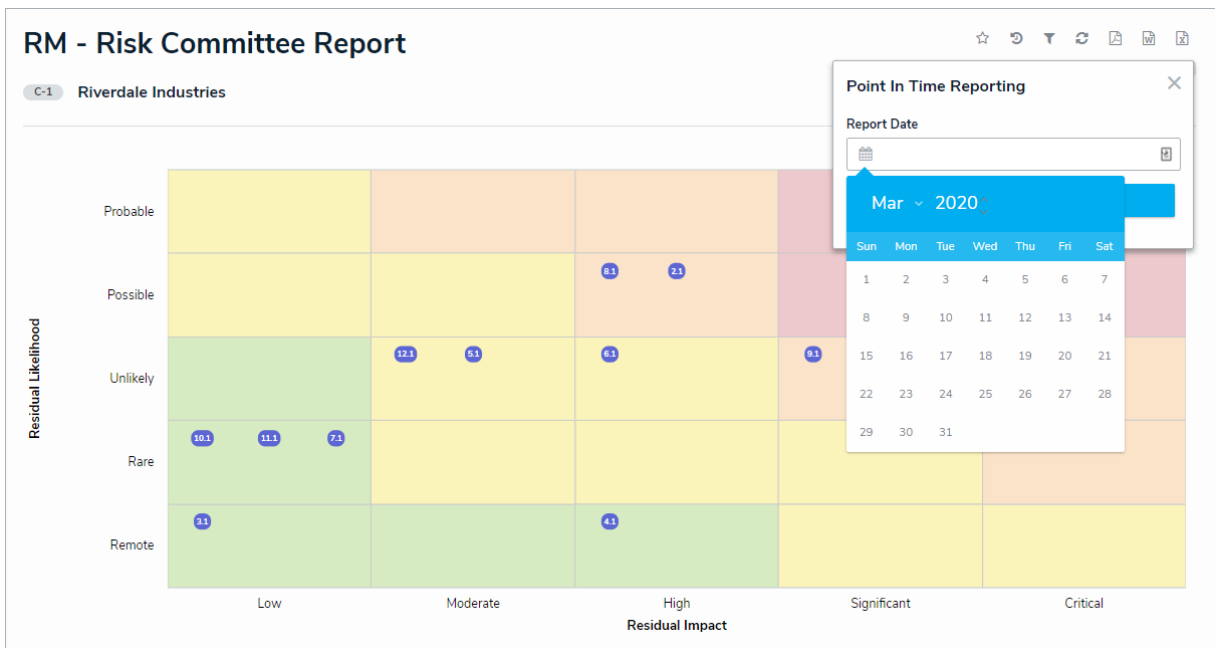 RM - Risk Committee Report
C-1 Riverdale Industries
Point In Time Reporting
Report Date
Mar 2020
Sun Mon Tue Wed Thu Fri Sat
1 2 3 4 5 6 7
8 9 10 11 12 13 14
15 16 17 18 19 20 21
22 23 24 25 26 27 28
29 30 31
Residual Likelihood
Probable
Possible
8.1 2.1
Unlikely
12.1 5.1 6.1 9.1
Rare
10.1 11.1 7.1
Remote
3.1 4.1
Low Moderate High Significant Critical
Residual Impact